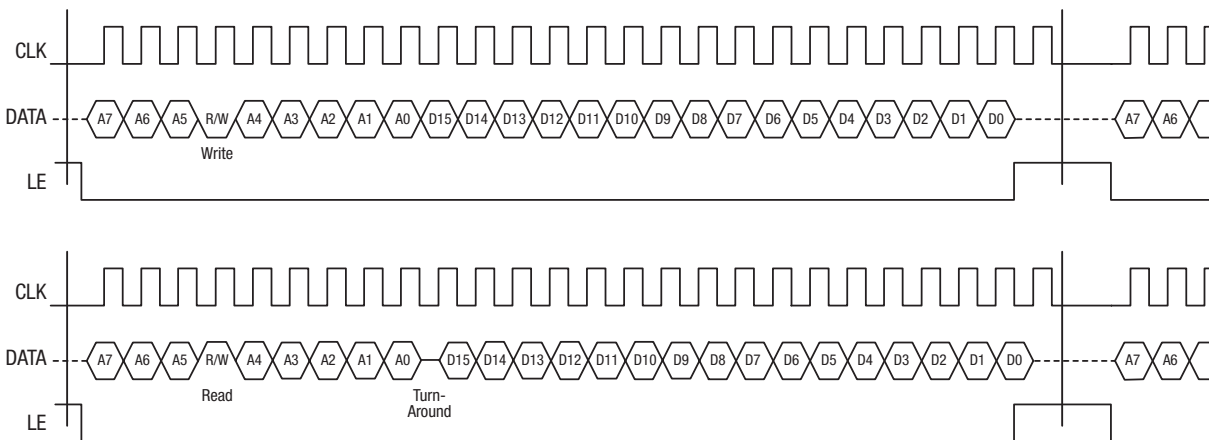 CLK
DATA A7 A6 A5 R/W A4 A3 A2 A1 A0 D15 D14 D13 D12 D11 D10 D9 D8 D7 D6 D5 D4 D3 D2 D1 D0 A7 A6
Write
LE
CLK
DATA A7 A6 A5 R/W A4 A3 A2 A1 A0 D15 D14 D13 D12 D11 D10 D9 D8 D7 D6 D5 D4 D3 D2 D1 D0 A7 A6
Read Turn-
Around
LE